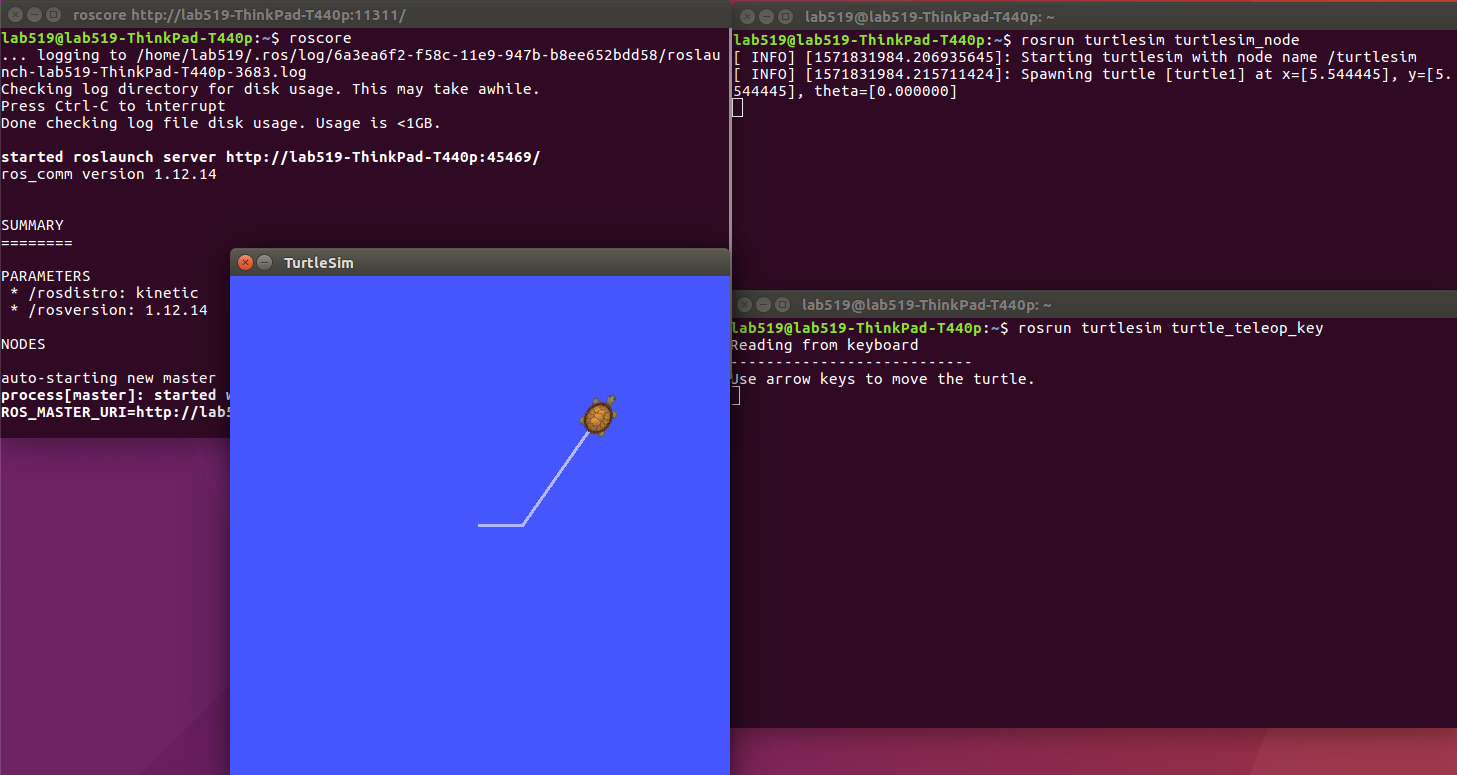 roscore http://lab519-ThinkPad-T440p:11311/
lab519@lab519-ThinkPad-T440p:~$ roscore
... logging to /home/lab519/.ros/log/6a3ea6f2-f58c-11e9-947b-b8ee652bdd58/roslau
nch-lab519-ThinkPad-T440p-3683.log
Checking log directory for disk usage. This may take awhile.
Press Ctrl-C to interrupt
Done checking log file disk usage. Usage is <1GB.
started roslaunch server http://lab519-ThinkPad-T440p:45469/
ros_comm version 1.12.14
SUMMARY
========
PARAMETERS
* /rosdistro: kinetic
* /rosversion: 1.12.14
NODES
auto-starting new master
process[master]: started
ROS_MASTER_URI=http://lab5
TurtleSim
lab519@lab519-ThinkPad-T440p: ~
lab519@lab519-ThinkPad-T440p:~$ rosrun turtlesim turtlesim_node
[ INFO] [1571831984.206935645]: Starting turtlesim with node name /turtlesim
[ INFO] [1571831984.215711424]: Spawning turtle [turtle1] at x=[5.544445], y=[5.
544445], theta=[0.000000]
lab519@lab519-ThinkPad-T440p: ~
lab519@lab519-ThinkPad-T440p:~$ rosrun turtlesim turtle_teleop_key
Reading from keyboard
---------------------------
Use arrow keys to move the turtle.